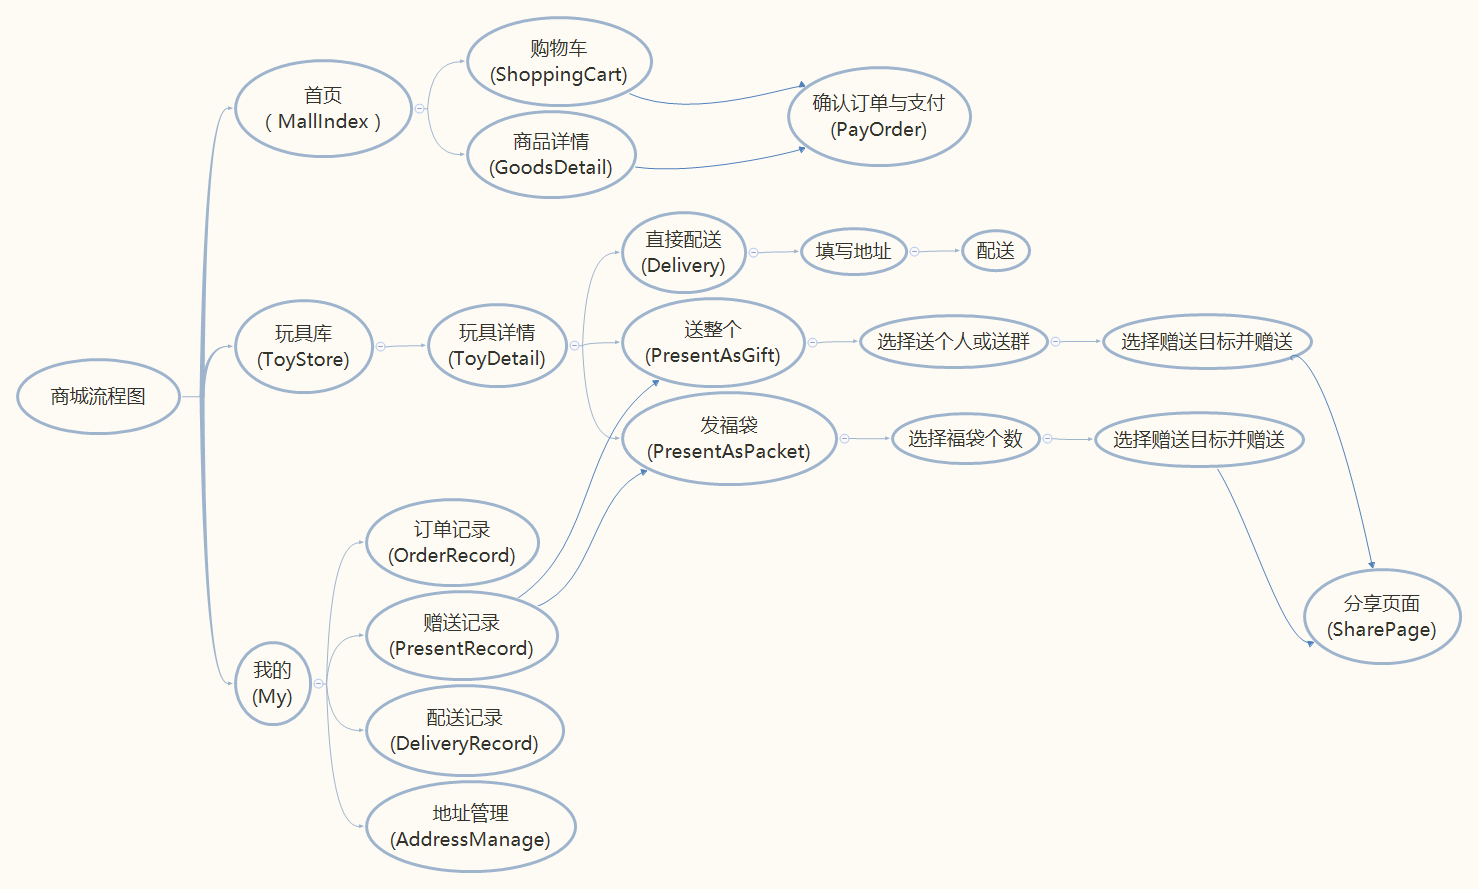 商城流程图
首页
( MallIndex )
购物车
(ShoppingCart)
商品详情
(GoodsDetail)
确认订单与支付
(PayOrder)
玩具库
(ToyStore)
玩具详情
(ToyDetail)
直接配送
(Delivery)
填写地址
配送
送整个
(PresentAsGift)
选择送个人或送群
选择赠送目标并赠送
发福袋
(PresentAsPacket)
选择福袋个数
选择赠送目标并赠送
分享页面
(SharePage)
我的
(My)
订单记录
(OrderRecord)
赠送记录
(PresentRecord)
配送记录
(DeliveryRecord)
地址管理
(AddressManage)